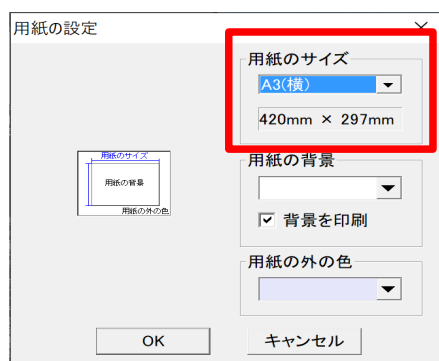 用紙の設定
用紙のサイズ
A3(横)
420mm × 297mm
用紙のサイズ
用紙の背景
用紙の外の色
用紙の背景
背景を印刷
用紙の外の色
OK
キャンセル